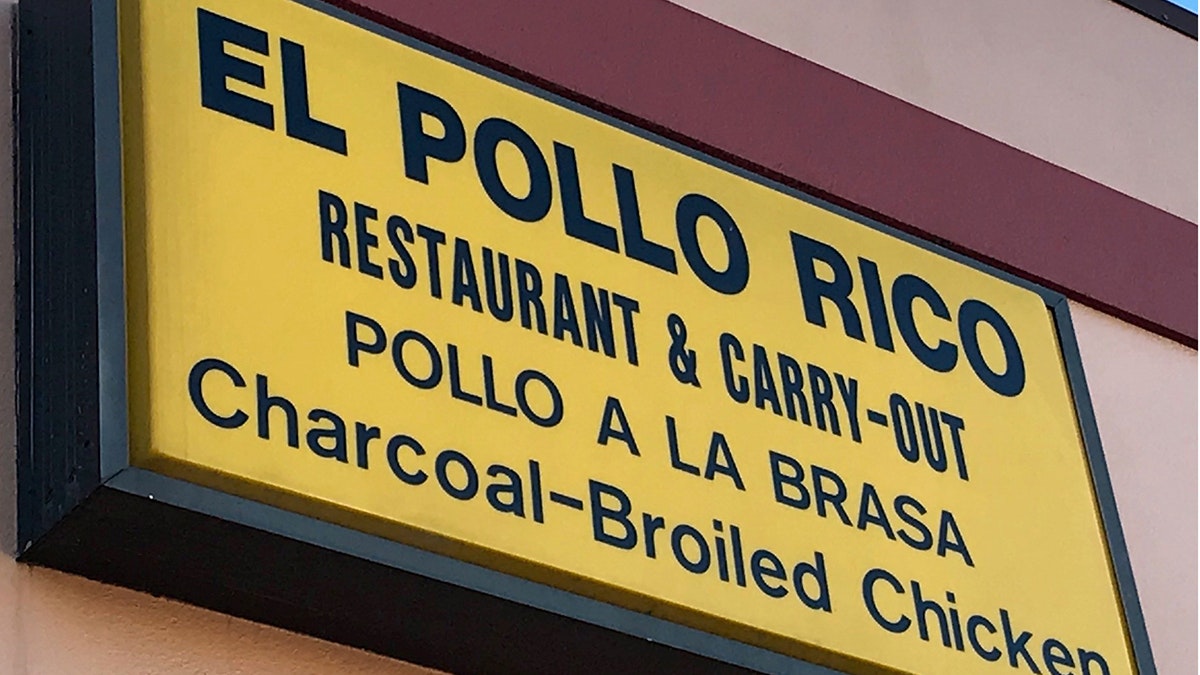 EL POLLO RICO
RESTAURANT & CARRY-OUT
POLLO A LA BRASA
Charcoal-Broiled Chicken